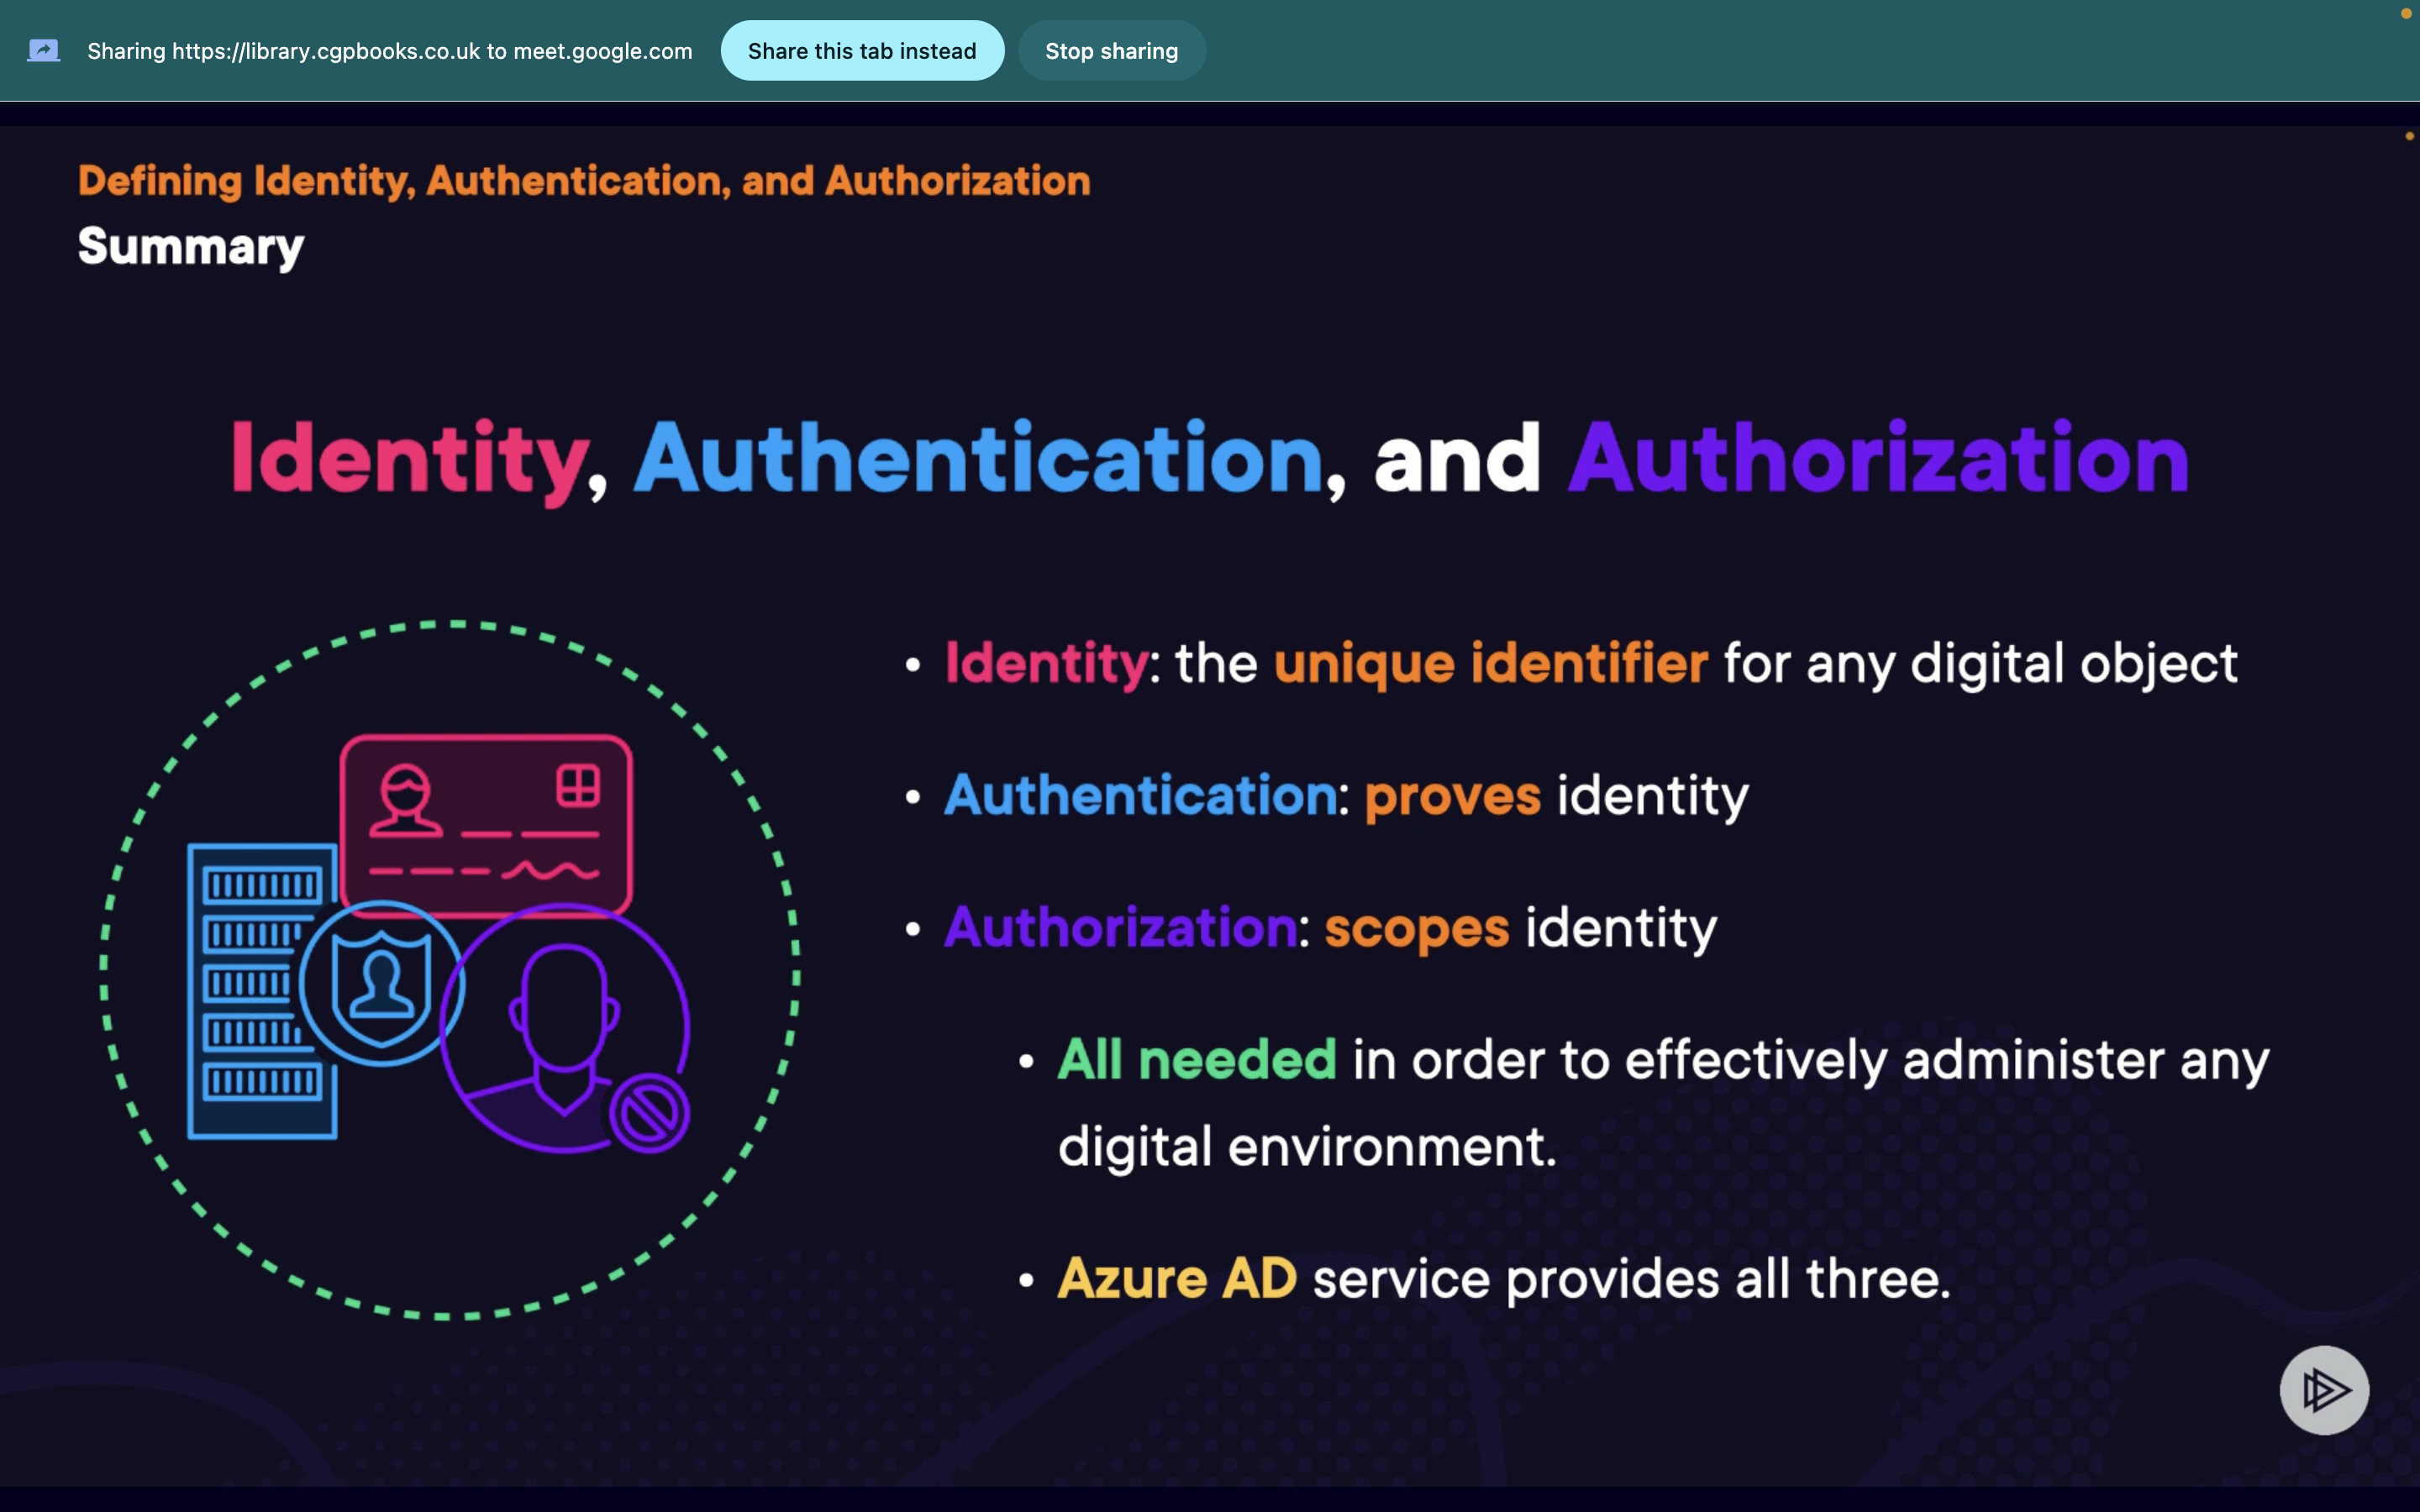 Sharing https://library.cgpbooks.co.uk to meet.google.com
Share this tab instead
Stop sharing
Defining Identity, Authentication, and Authorization
Summary
Identity, Authentication, and Authorization
• Identity: the unique identifier for any digital object
• Authentication: proves identity
• Authorization: scopes identity
• All needed in order to effectively administer any
digital environment.
• Azure AD service provides all three.